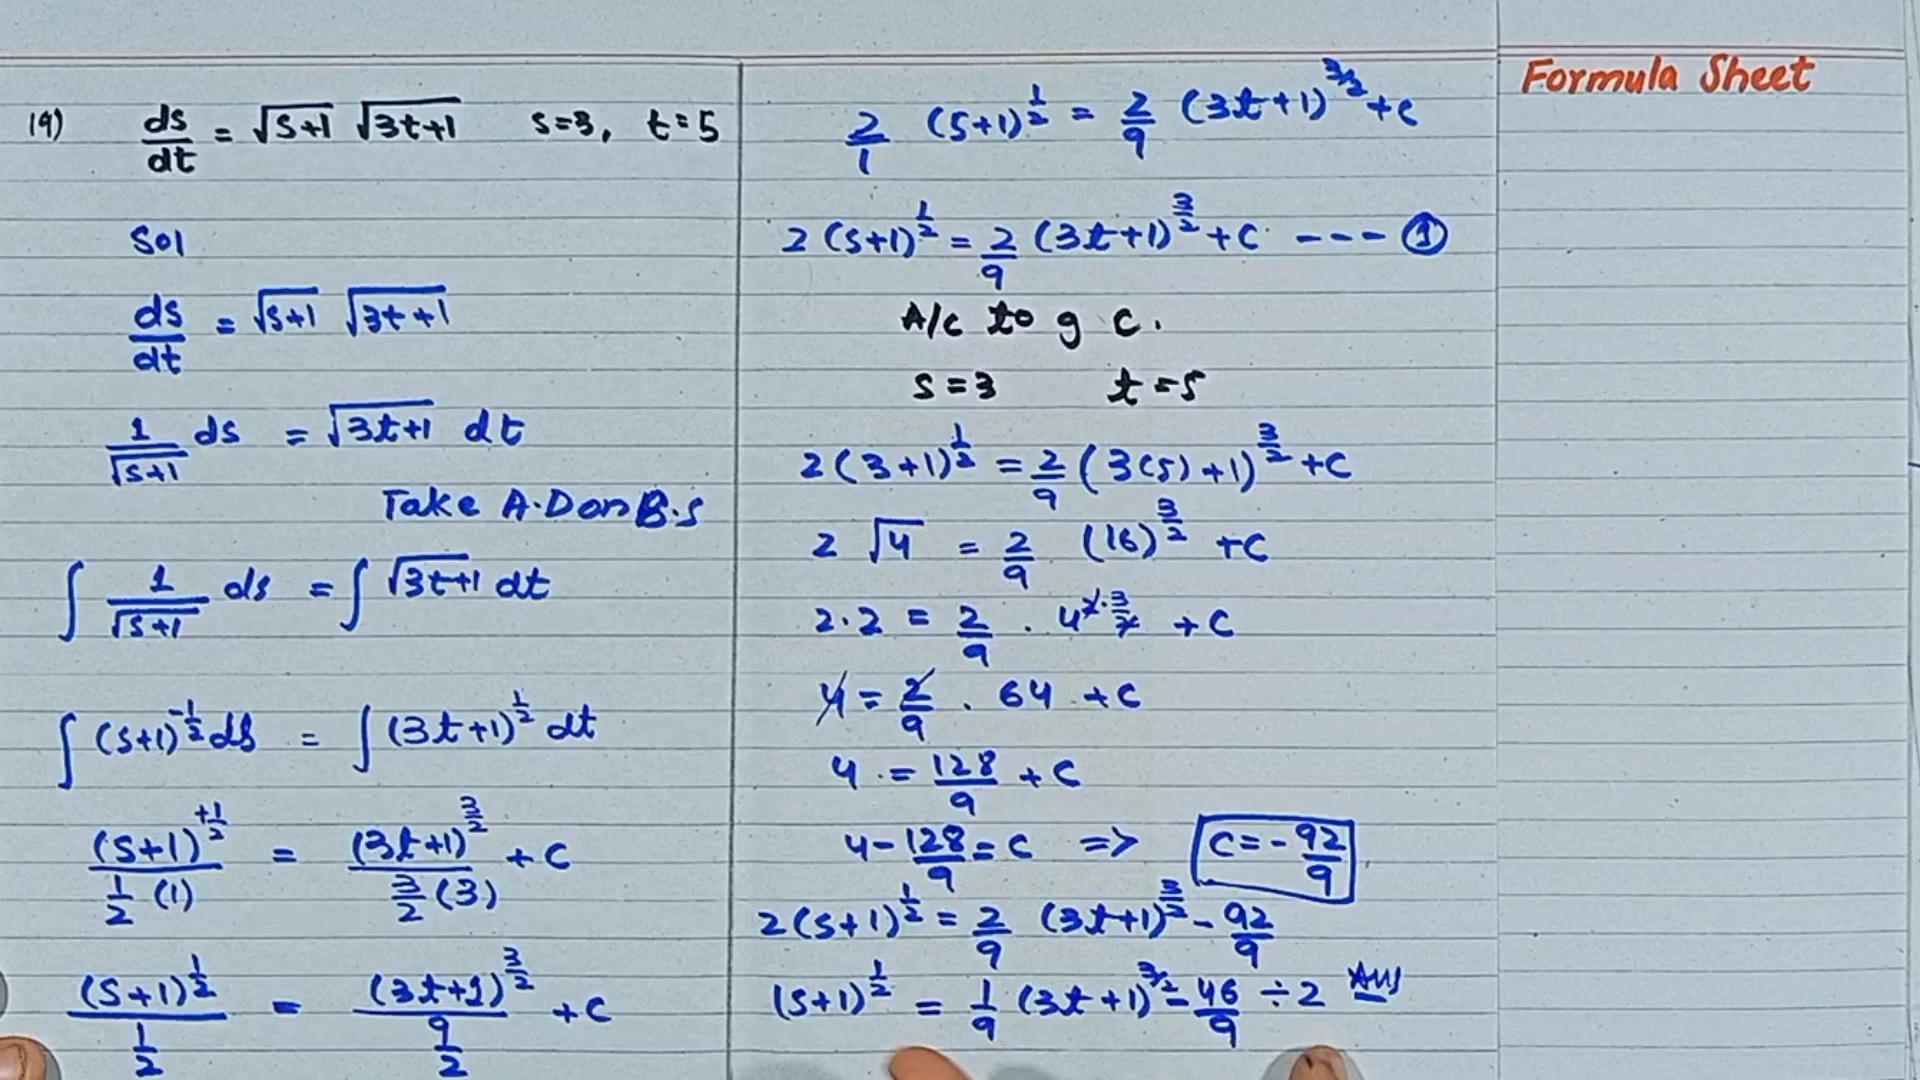 19) ds/dt = √s+1 √3t+1 s=3, t=5
Sol
ds/dt = √s+1 √3t+1
1/√s+1 ds = √3t+1 dt
Take A.D on B.S
∫ 1/√s+1 ds = ∫ √3t+1 dt
∫ (s+1)^-1/2 ds = ∫ (3t+1)^1/2 dt
(s+1)^+1/2 / 1/2 (1) = (3t+1)^3/2 / 3/2 (3) + c
(s+1)^1/2 / 1/2 = (3t+1)^3/2 / 9/2 + c
2/1 (s+1)^1/2 = 2/9 (3t+1)^3/2 + c
2 (s+1)^1/2 = 2/9 (3t+1)^3/2 + c --- ①
A/c to g c.
s=3 t=5
2(3+1)^1/2 = 2/9 (3(5)+1)^3/2 + c
2 √4 = 2/9 (16)^3/2 + c
2.2 = 2/9 . 4^2.3/2 + c
4 = 2/9 . 64 + c
4 = 128/9 + c
4 - 128/9 = c => c = -92/9
2(s+1)^1/2 = 2/9 (3t+1)^3/2 - 92/9
(s+1)^1/2 = 1/9 (3t+1)^3/2 - 46/9 ÷2 Ans
Formula Sheet